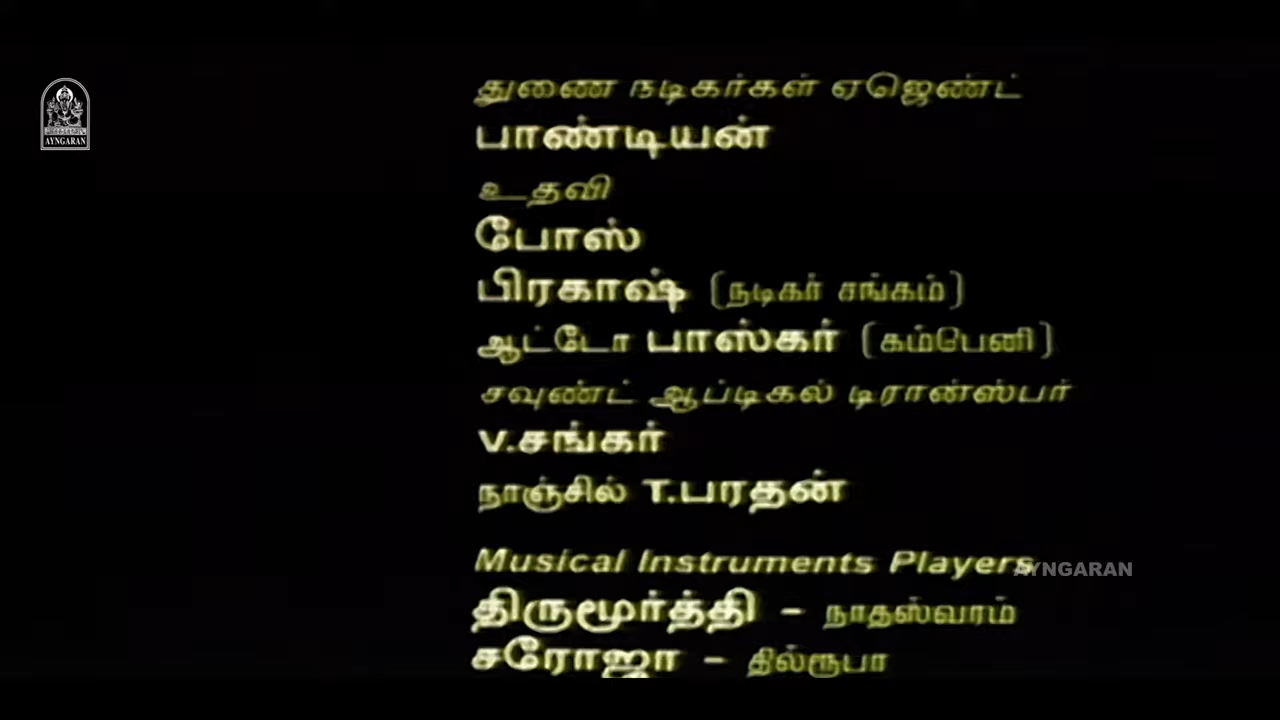 துணை நடிகர்கள் ஏஜெண்ட்
பாண்டியன்
உதவி
போஸ்
பிரகாஷ் (நடிகர் சங்கம்)
ஆட்டோ பாஸ்கர் (கம்பெனி)
சவுண்ட் ஆப்டிகல் டிரான்ஸ்பர்
V.சங்கர்
நாஞ்சில் T.பரதன்
Musical Instruments Players
திருமூர்த்தி – நாதஸ்வரம்
சரோஜா – தில்ரூபா
AYNGARAN
AYNGARAN